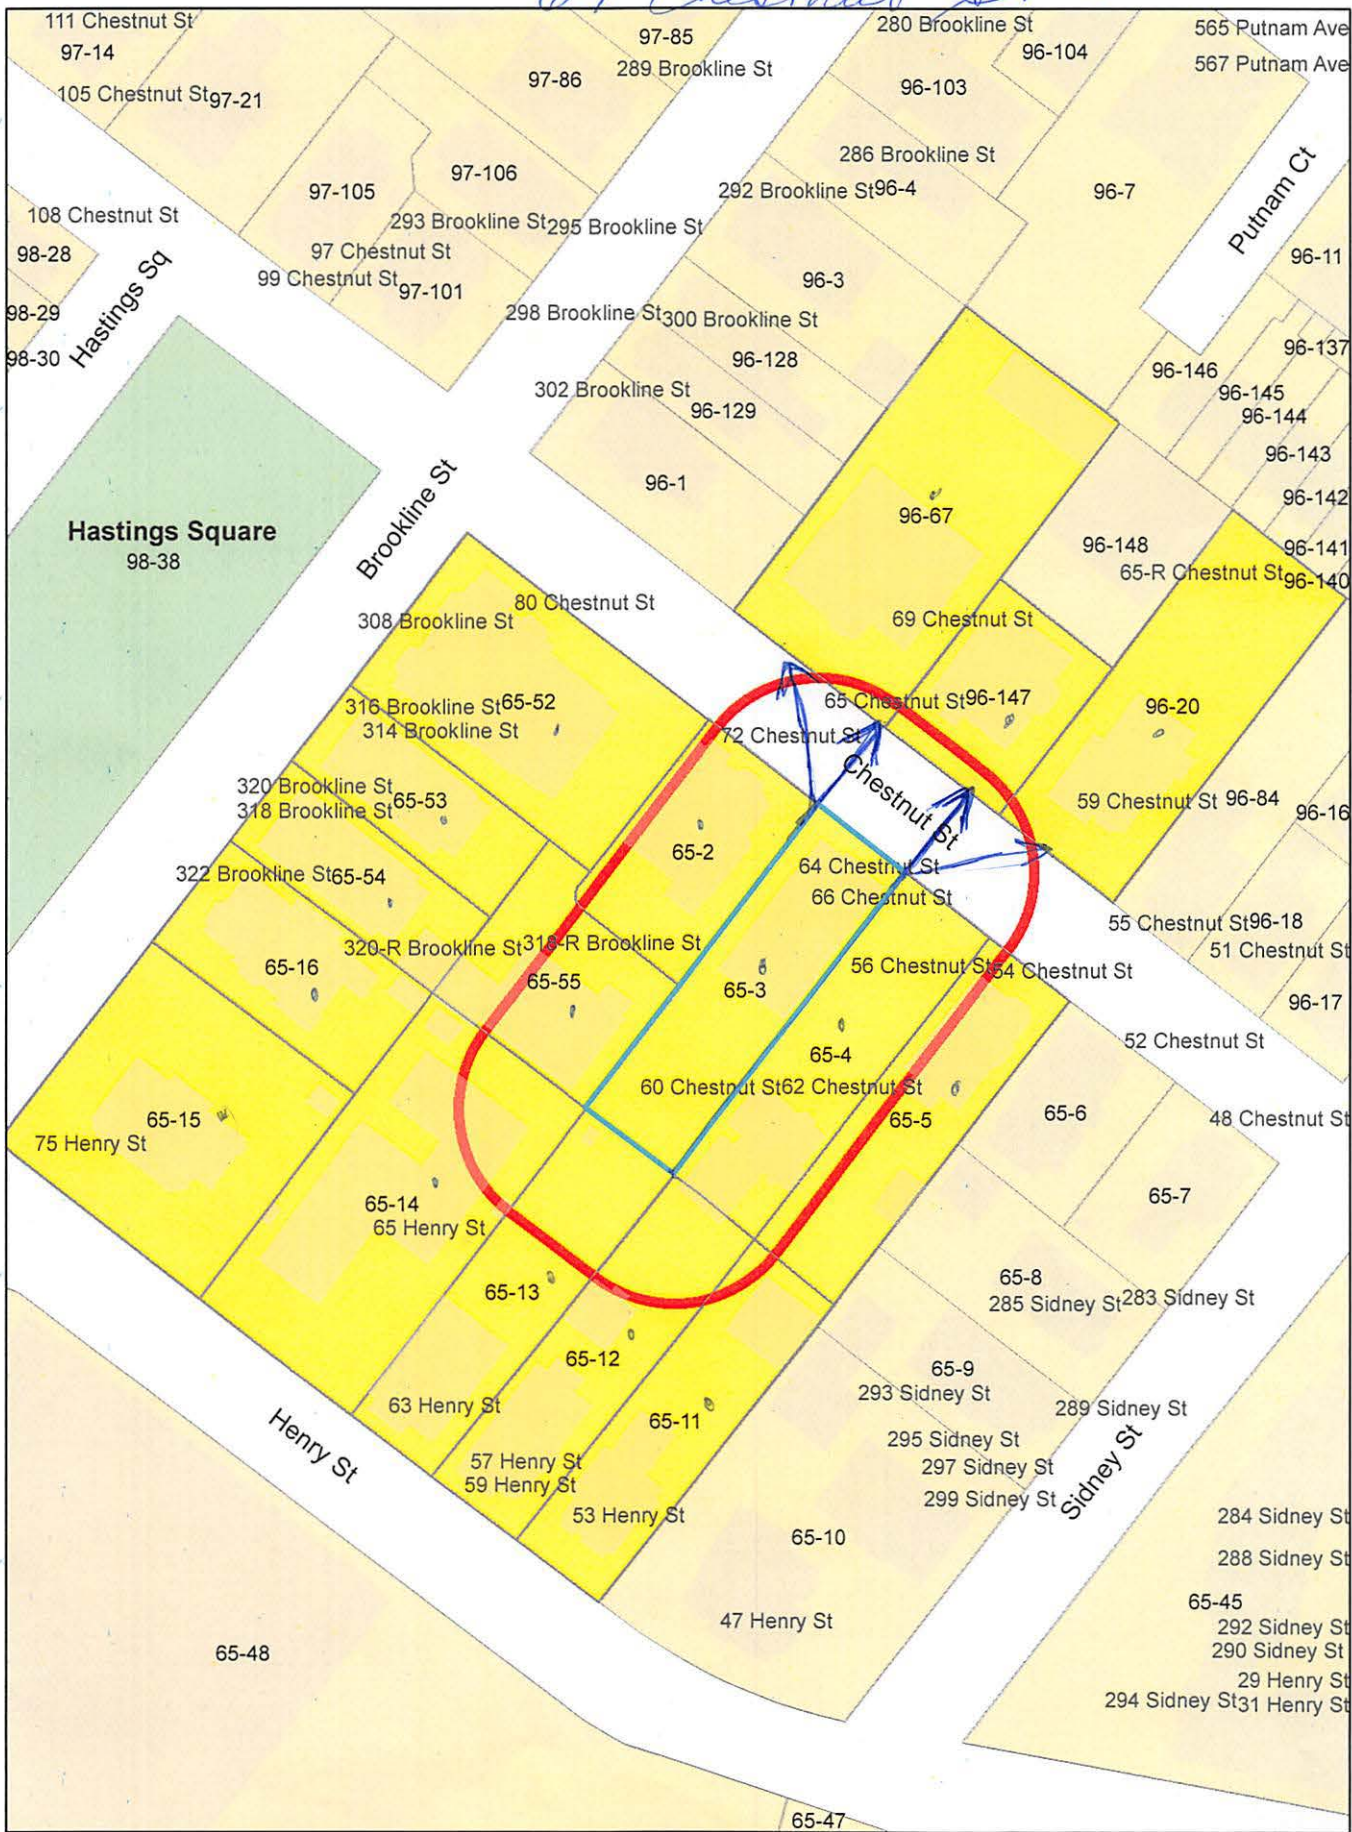 64 Chestnut St.
111 Chestnut St
97-14
105 Chestnut St
97-21
97-85
97-86
289 Brookline St
280 Brookline St
96-104
96-103
565 Putnam Ave
567 Putnam Ave
286 Brookline St
292 Brookline St
96-4
96-7
Putnam Ct
97-105
97-106
108 Chestnut St
98-28
98-29
98-30
Hastings Sq
293 Brookline St
295 Brookline St
97 Chestnut St
99 Chestnut St
97-101
96-3
96-11
298 Brookline St
300 Brookline St
96-128
302 Brookline St
96-129
96-137
96-146
96-145
96-144
96-143
96-142
96-141
96-140
96-1
Brookline St
Hastings Square
98-38
96-67
96-148
65-R Chestnut St
80 Chestnut St
308 Brookline St
69 Chestnut St
316 Brookline St
65-52
314 Brookline St
65 Chestnut St
96-147
96-20
72 Chestnut St
Chestnut St
320 Brookline St
318 Brookline St
65-53
59 Chestnut St
96-84
96-16
65-2
64 Chestnut St
66 Chestnut St
322 Brookline St
65-54
55 Chestnut St
96-18
51 Chestnut St
96-17
320-R Brookline St
318-R Brookline St
65-16
65-55
65-3
56 Chestnut St
54 Chestnut St
52 Chestnut St
65-4
60 Chestnut St
62 Chestnut St
65-5
65-6
48 Chestnut St
65-15
75 Henry St
65-7
65-14
65 Henry St
65-8
285 Sidney St
283 Sidney St
65-13
65-12
65-9
293 Sidney St
289 Sidney St
63 Henry St
65-11
295 Sidney St
297 Sidney St
299 Sidney St
Henry St
57 Henry St
59 Henry St
53 Henry St
Sidney St
65-10
284 Sidney St
288 Sidney St
65-45
47 Henry St
292 Sidney St
290 Sidney St
65-48
29 Henry St
294 Sidney St
31 Henry St
65-47